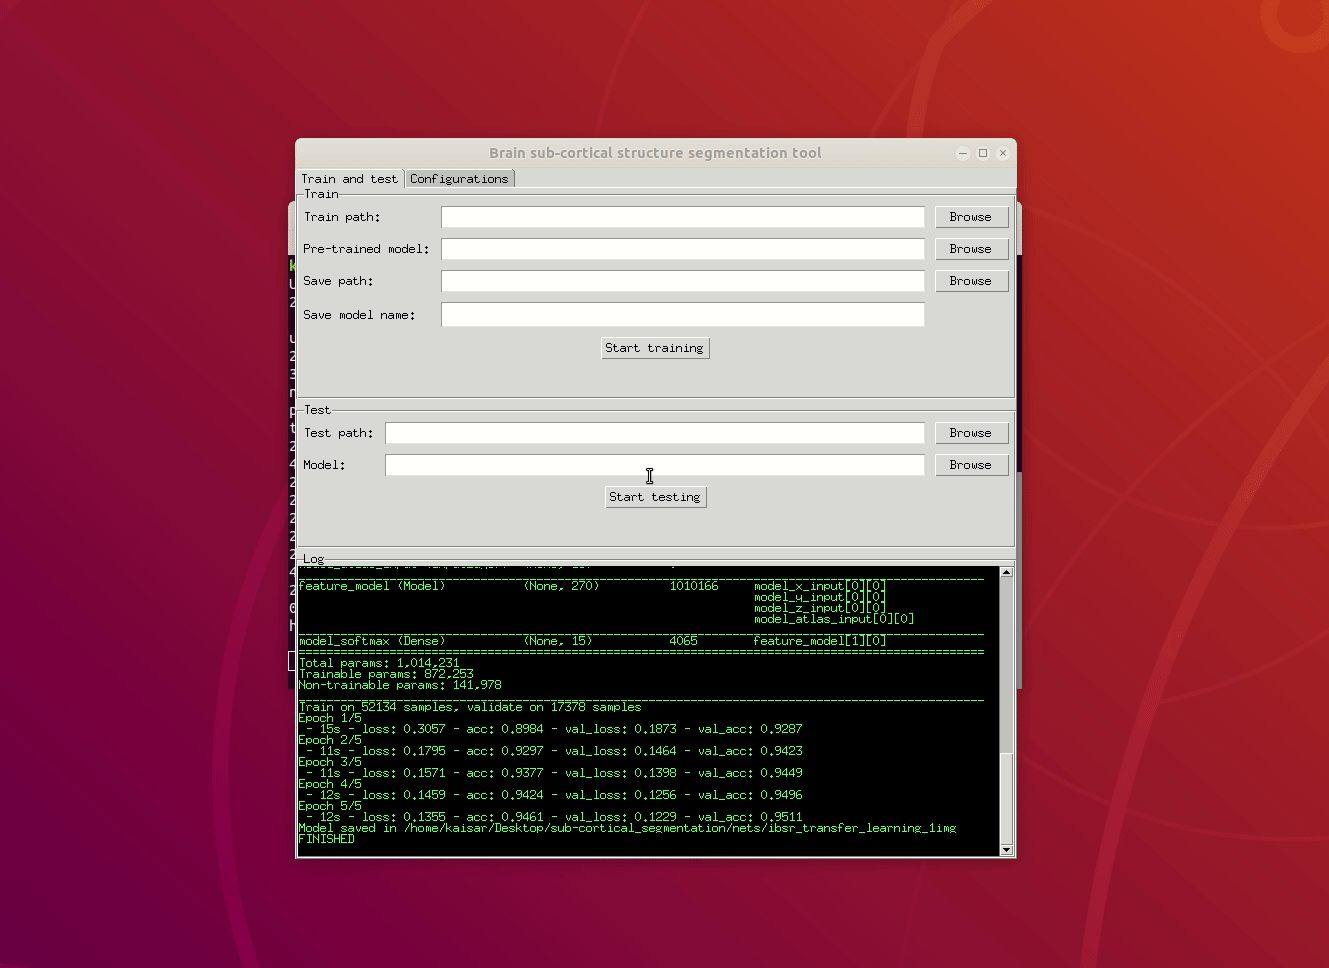 Brain sub-cortical structure segmentation tool
Train and test
Configurations
Train
Train path:
Browse
Pre-trained model:
Browse
Save path:
Browse
Save model name:
Start training
Test
Test path:
Browse
Model:
Browse
Start testing
Log
feature_model (Model) (None, 270) 1010166 model_x_input[0][0]
model_y_input[0][0]
model_z_input[0][0]
model_atlas_input[0][0]
model_softmax (Dense) (None, 15) 4065 feature_model[1][0]
Total params: 1,014,231
Trainable params: 872,253
Non-trainable params: 141,978
Train on 52134 samples, validate on 17378 samples
Epoch 1/5
- 15s - loss: 0.3057 - acc: 0.8984 - val_loss: 0.1873 - val_acc: 0.9287
Epoch 2/5
- 11s - loss: 0.1795 - acc: 0.9297 - val_loss: 0.1464 - val_acc: 0.9423
Epoch 3/5
- 11s - loss: 0.1571 - acc: 0.9377 - val_loss: 0.1398 - val_acc: 0.9449
Epoch 4/5
- 12s - loss: 0.1459 - acc: 0.9424 - val_loss: 0.1256 - val_acc: 0.9496
Epoch 5/5
- 12s - loss: 0.1355 - acc: 0.9461 - val_loss: 0.1229 - val_acc: 0.9511
Model saved in /home/kaisar/Desktop/sub-cortical_segmentation/nets/ibsr_transfer_learning_1img
FINISHED